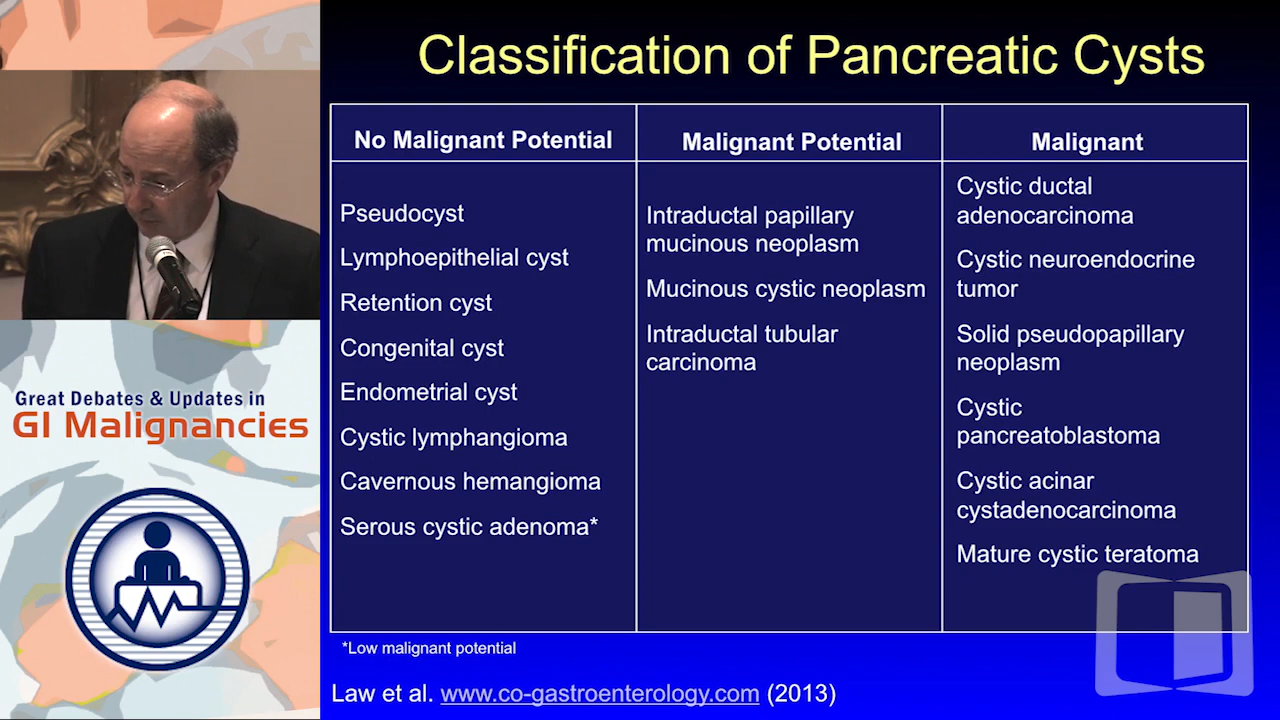 Classification of Pancreatic Cysts
No Malignant Potential
Pseudocyst
Lymphoepithelial cyst
Retention cyst
Congenital cyst
Endometrial cyst
Cystic lymphangioma
Cavernous hemangioma
Serous cystic adenoma*
Malignant Potential
Intraductal papillary
mucinous neoplasm
Mucinous cystic neoplasm
Intraductal tubular
carcinoma
Malignant
Cystic ductal
adenocarcinoma
Cystic neuroendocrine
tumor
Solid pseudopapillary
neoplasm
Cystic
pancreatoblastoma
Cystic acinar
cystadenocarcinoma
Mature cystic teratoma
*Low malignant potential
Law et al. www.co-gastroenterology.com (2013)
Great Debates & Updates in
GI Malignancies